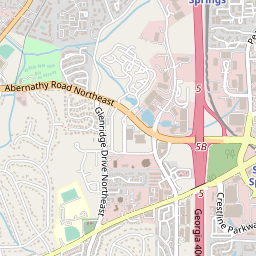 Springs
5
Abernathy Road Northeast
Glenridge Drive Northeast
5B
5
Georgia 400
Crestline Parkway